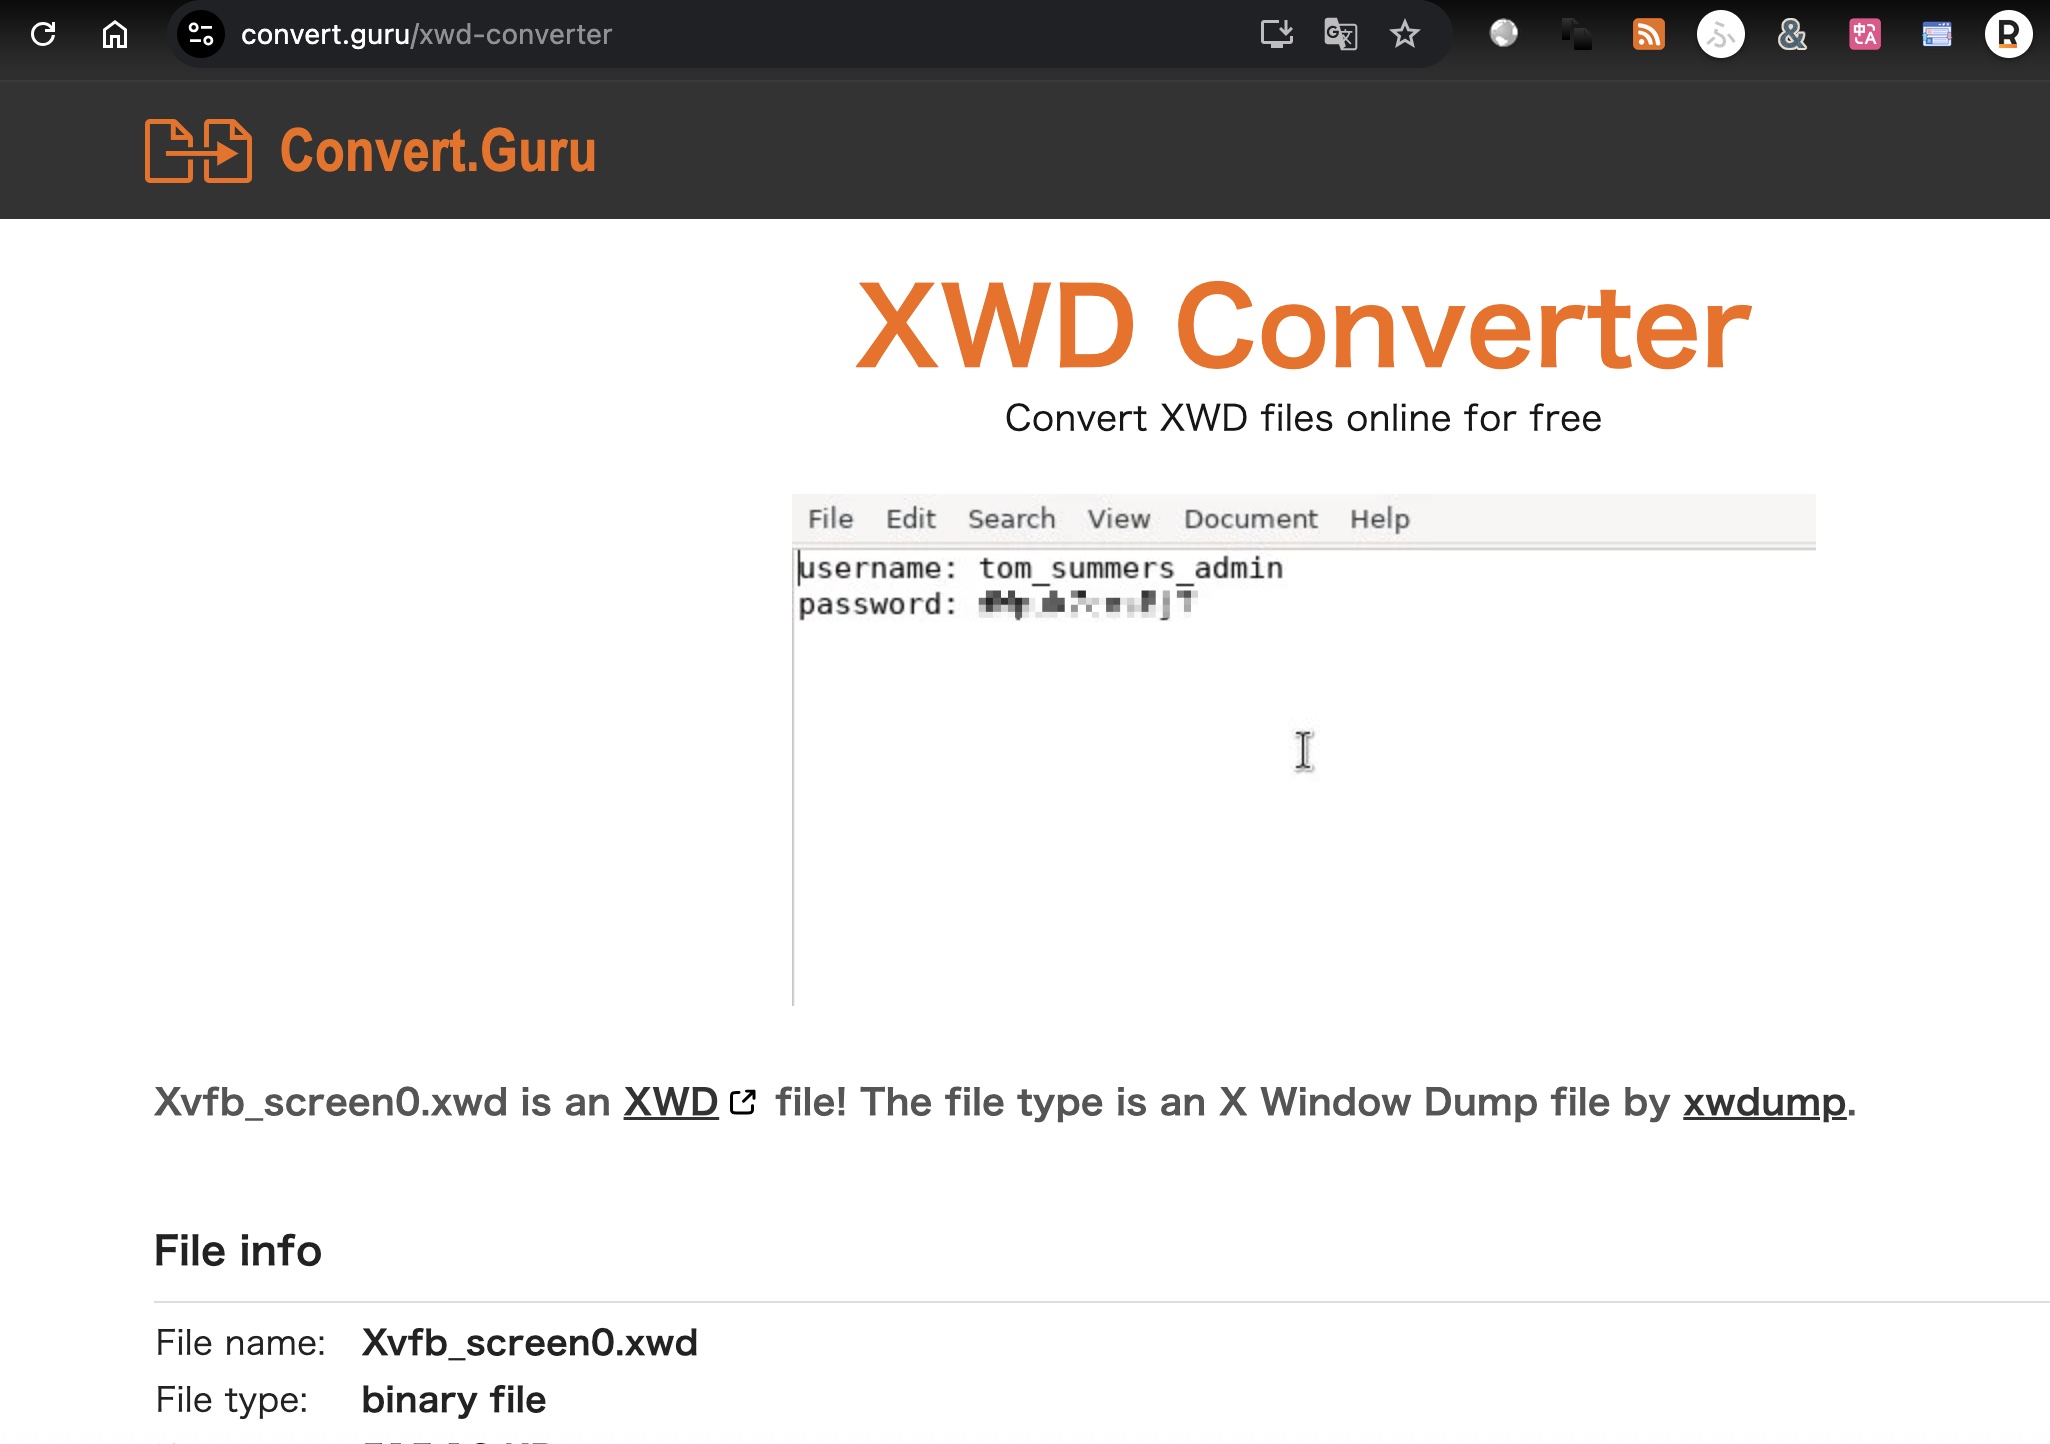 convert.guru/xwd-converter
Convert.Guru
XWD Converter
Convert XWD files online for free
File Edit Search View Document Help
username: tom_summers_admin
password:
Xvfb_screen0.xwd is an XWD file! The file type is an X Window Dump file by xwdump.
File info
File name: Xvfb_screen0.xwd
File type: binary file